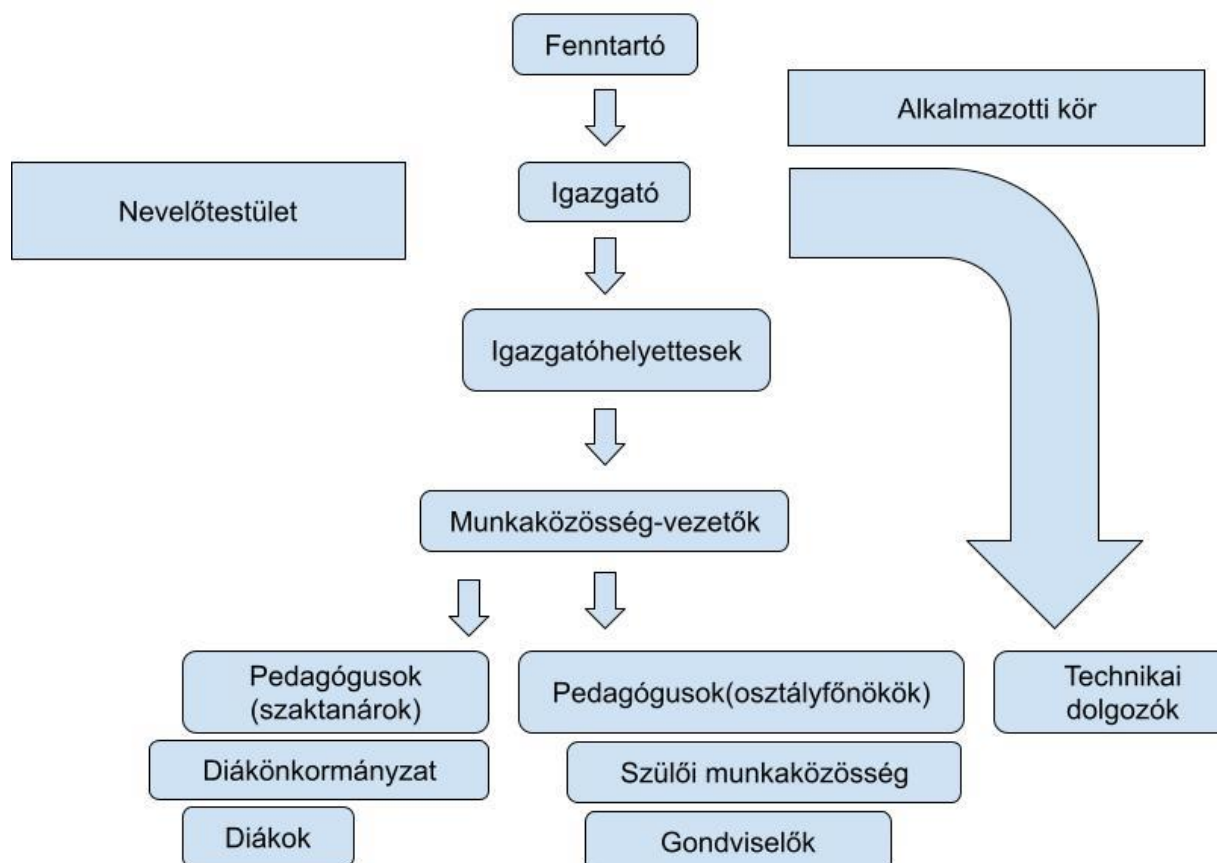 Fenntartó
Alkalmazotti kör
Nevelőtestület
Igazgató
Igazgatóhelyettesek
Munkaközösség-vezetők
Pedagógusok
(szaktanárok)
Pedagógusok(osztályfőnökök)
Technikai
dolgozók
Diákönkormányzat
Szülői munkaközösség
Diákok
Gondviselők